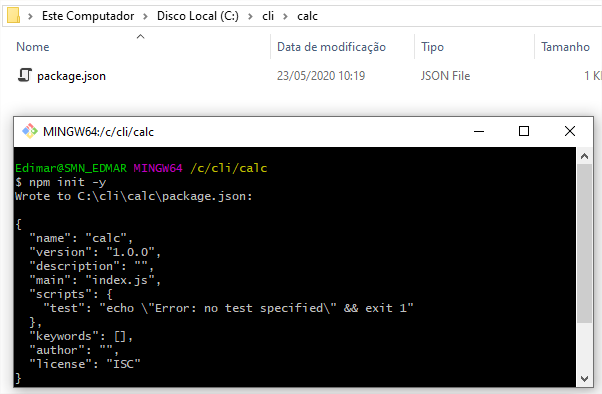 Este Computador > Disco Local (C:) > cli > calc
Nome Data de modificação Tipo Tamanho
package.json 23/05/2020 10:19 JSON File 1 K
MINGW64:/c/cli/calc
Edimar@SMN_EDMAR MINGW64 /c/cli/calc
$ npm init -y
Wrote to C:\cli\calc\package.json:
{
"name": "calc",
"version": "1.0.0",
"description": "",
"main": "index.js",
"scripts": {
"test": "echo \"Error: no test specified\" && exit 1"
},
"keywords": [],
"author": "",
"license": "ISC"
}